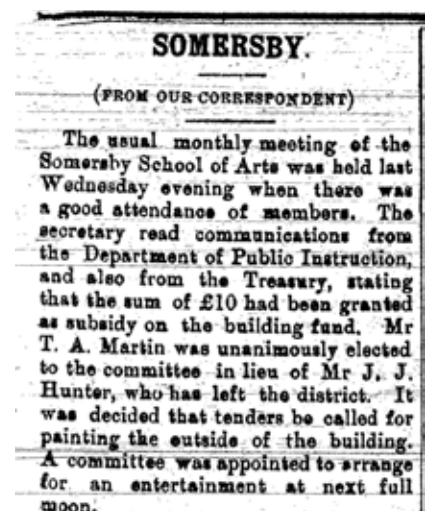 SOMERSBY.
(FROM OUR CORRESPONDENT)
The usual monthly meeting of the
Somersby School of Arts was held last
Wednesday evening when there was
a good attendance of members. The
secretary read communications from
the Department of Public Instruction,
and also from the Treasury, stating
that the sum of £10 had been granted
as subsidy on the building fund. Mr
T. A. Martin was unanimously elected
to the committee in lieu of Mr J. J.
Hunter, who has left the district. It
was decided that tenders be called for
painting the outside of the building.
A committee was appointed to arrange
for an entertainment at next full
moon.